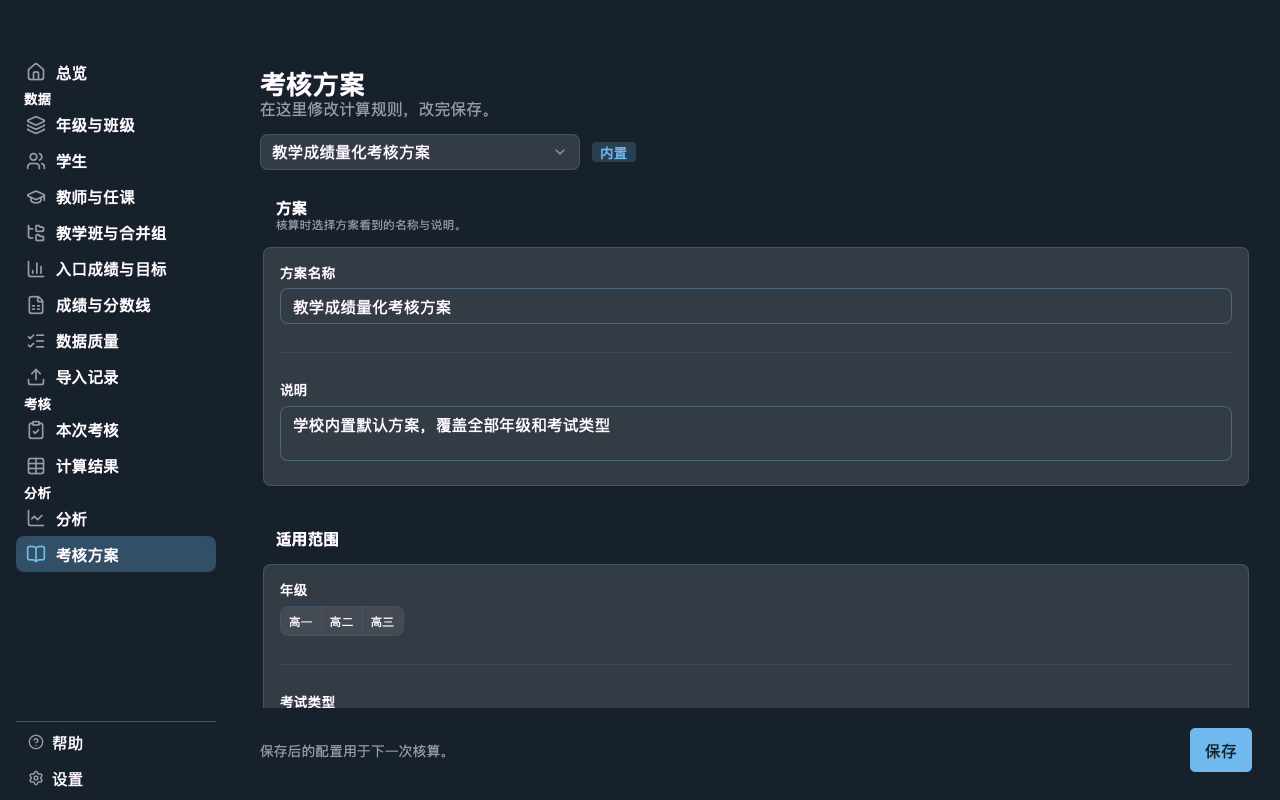 总览
数据
年级与班级
学生
教师与任课
教学班与合并组
入口成绩与目标
成绩与分数线
数据质量
导入记录
考核
本次考核
计算结果
分析
分析
考核方案
帮助
设置
考核方案
在这里修改计算规则，改完保存。
教学成绩量化考核方案
内置
方案
核算时选择方案看到的名称与说明。
方案名称
教学成绩量化考核方案
说明
学校内置默认方案，覆盖全部年级和考试类型
适用范围
年级
高一 高二 高三
考试类型
保存后的配置用于下一次核算。
保存